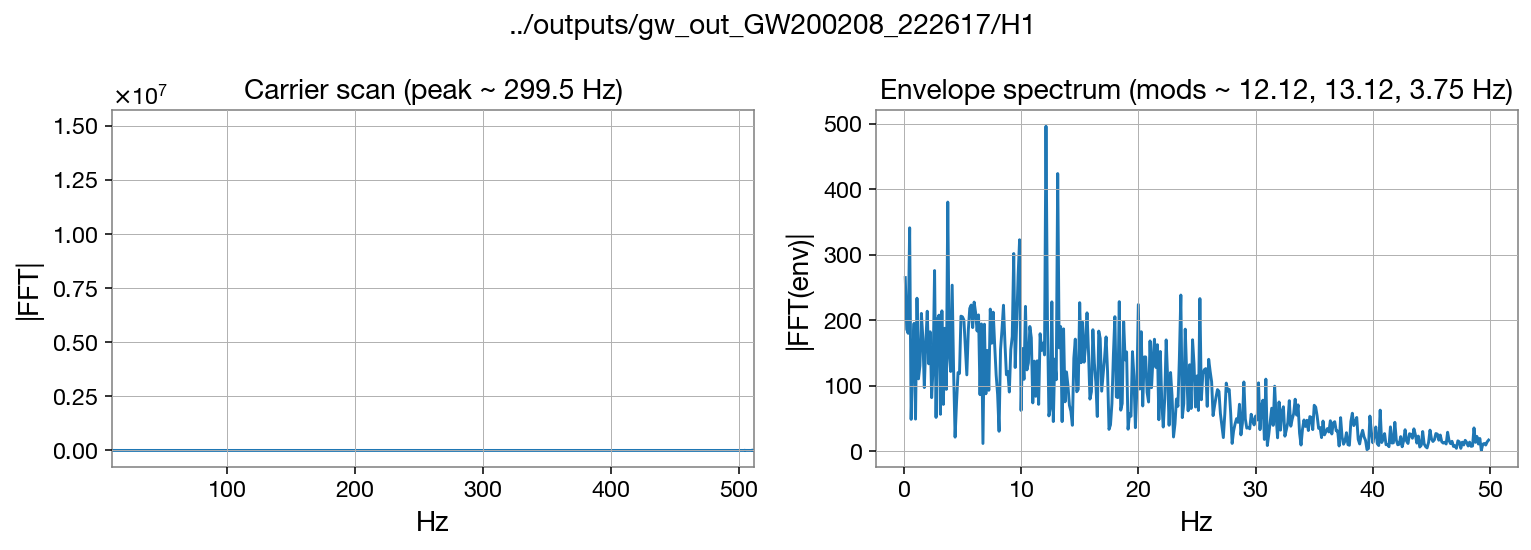 ../outputs/gw_out_GW200208_222617/H1
Carrier scan (peak ~ 299.5 Hz)
×10⁷
1.50
1.25
1.00
0.75
0.50
0.25
0.00
|FFT|
100 200 300 400 500
Hz
Envelope spectrum (mods ~ 12.12, 13.12, 3.75 Hz)
500
400
300
200
100
0
|FFT(env)|
0 10 20 30 40 50
Hz